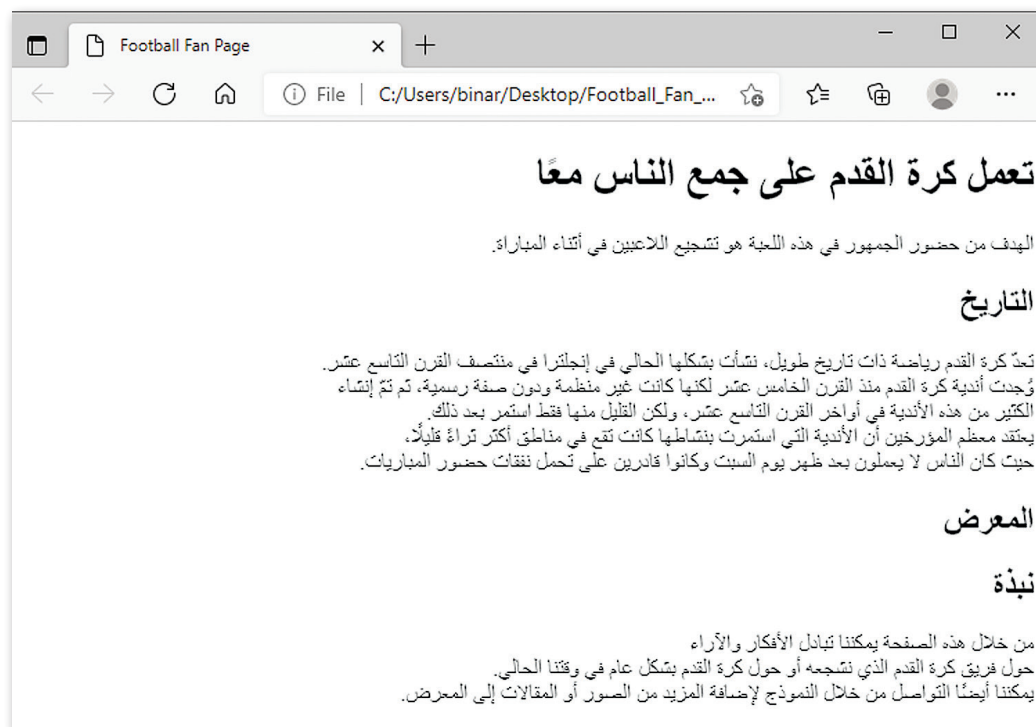 Football Fan Page
File | C:/Users/binar/Desktop/Football_Fan_...
تعمل كرة القدم على جمع الناس معًا
الهدف من حضور الجمهور في هذه اللعبة هو تشجيع اللاعبين في أثناء المباراة.
التاريخ
تعدّ كرة القدم رياضة ذات تاريخ طويل، نشأت بشكلها الحالي في إنجلترا في منتصف القرن التاسع عشر.
وُجدت أندية كرة القدم منذ القرن الخامس عشر لكنها كانت غير منظمة ودون صفة رسمية، ثم تمّ إنشاء
الكثير من هذه الأندية في أواخر القرن التاسع عشر، ولكن القليل منها فقط استمر بعد ذلك.
يعتقد معظم المؤرخين أن الأندية التي استمرت بنشاطها كانت تقع في مناطق أكثر ثراءً قليلًا،
حيث كان الناس لا يعملون بعد ظهر يوم السبت وكانوا قادرين على تحمل نفقات حضور المباريات.
المعرض
نبذة
من خلال هذه الصفحة يمكننا تبادل الأفكار والآراء
حول فريق كرة القدم الذي نشجعه أو حول كرة القدم بشكل عام في وقتنا الحالي.
يمكننا أيضًا التواصل من خلال النموذج لإضافة المزيد من الصور أو المقالات إلى المعرض.